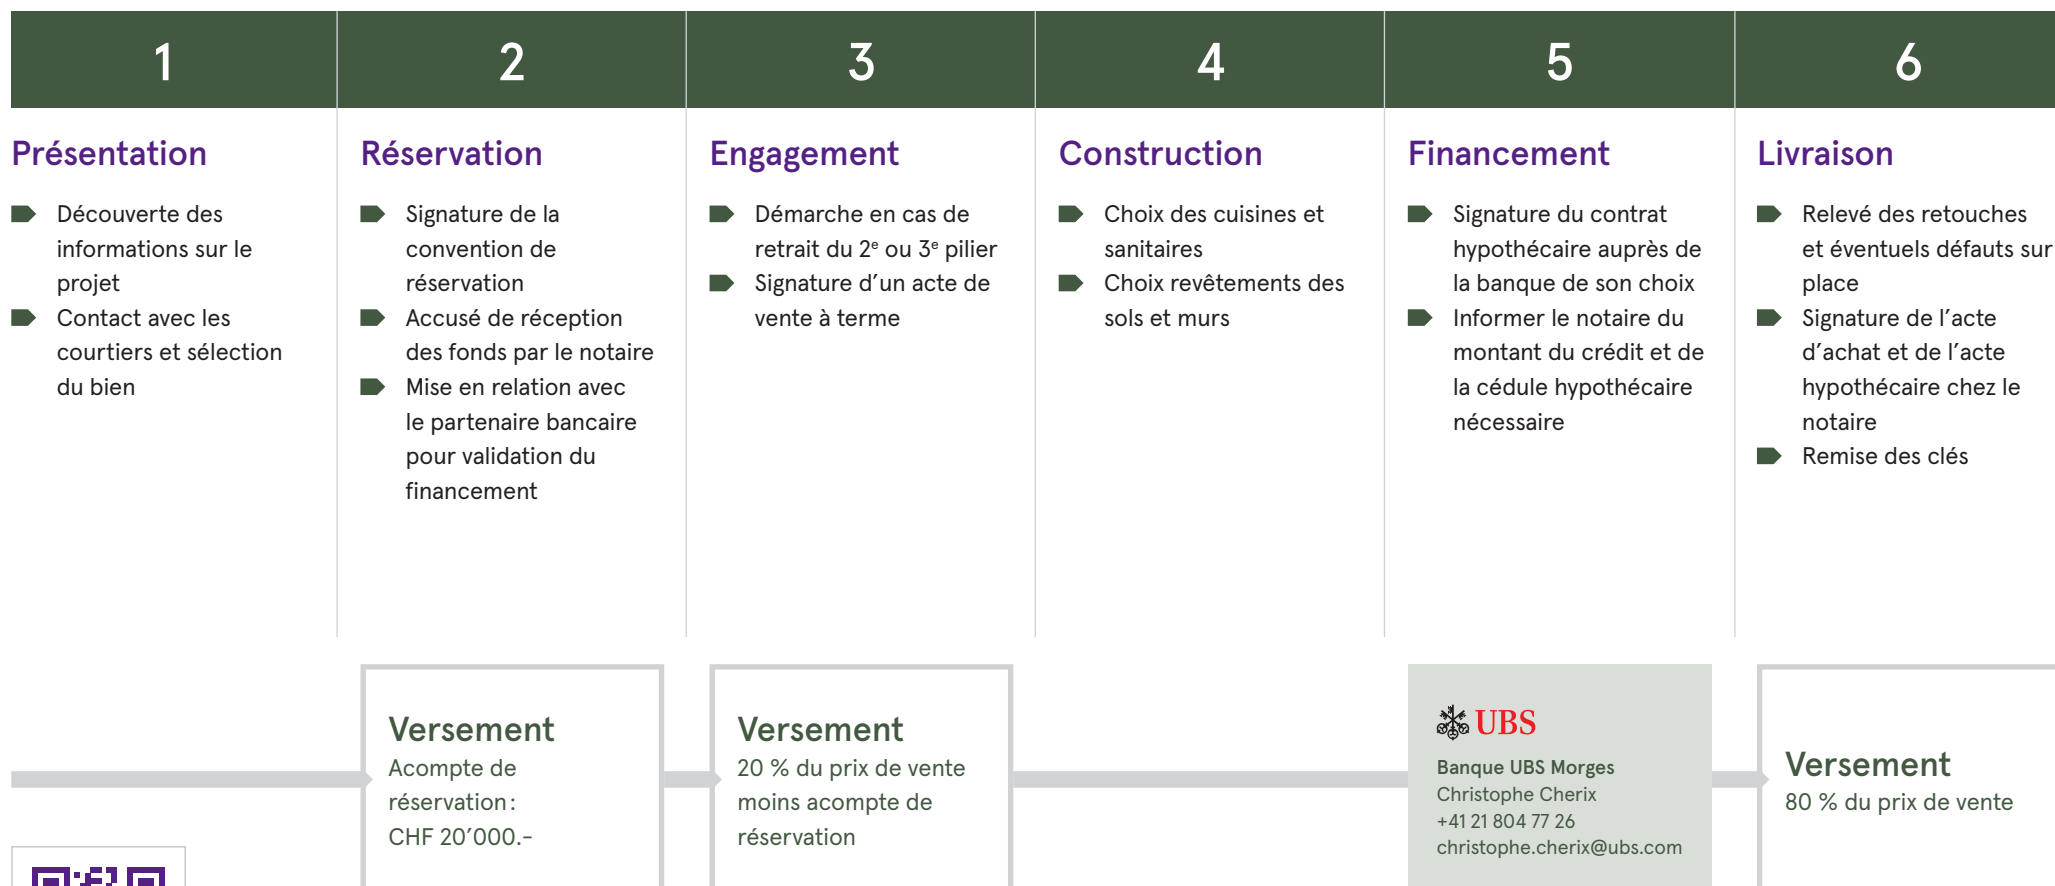 1
2
3
4
5
6
Présentation
Découverte des
informations sur le
projet
Contact avec les
courtiers et sélection
du bien
Réservation
Signature de la
convention de
réservation
Accusé de réception
des fonds par le notaire
Mise en relation avec
le partenaire bancaire
pour validation du
financement
Engagement
Démarche en cas de
retrait du 2e ou 3e pilier
Signature d’un acte de
vente à terme
Construction
Choix des cuisines et
sanitaires
Choix revêtements des
sols et murs
Financement
Signature du contrat
hypothécaire auprès de
la banque de son choix
Informer le notaire du
montant du crédit et de
la cédule hypothécaire
nécessaire
Livraison
Relevé des retouches
et éventuels défauts sur
place
Signature de l’acte
d’achat et de l’acte
hypothécaire chez le
notaire
Remise des clés
Versement
Acompte de
réservation :
CHF 20’000.-
Versement
20 % du prix de vente
moins acompte de
réservation
UBS
Banque UBS Morges
Christophe Cherix
+41 21 804 77 26
christophe.cherix@ubs.com
Versement
80 % du prix de vente